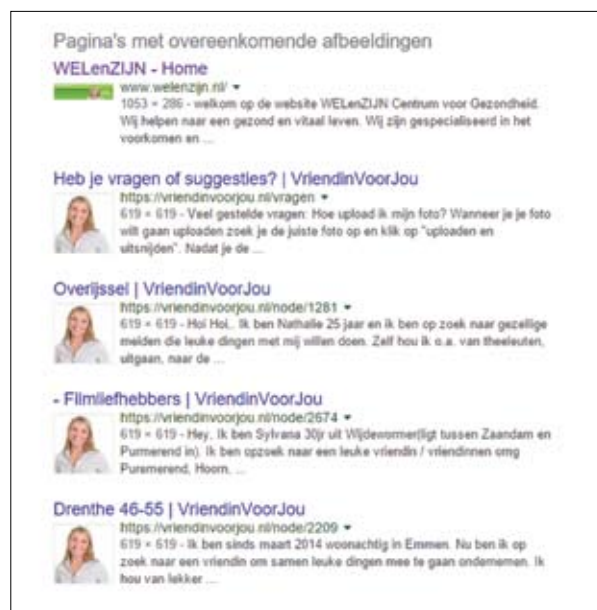 Pagina's met overeenkomende afbeeldingen
WELenZIJN - Home
www.welenzijn.nl/
1053 × 286 - welkom op de website WELenZIJN Centrum voor Gezondheid.
Wij helpen naar een gezond en vitaal leven. Wij zijn gespecialiseerd in het
voorkomen en ...
Heb je vragen of suggesties? | VriendinVoorJou
https://vriendinvoorjou.nl/vragen
619 × 619 - Veel gestelde vragen: Hoe upload ik mijn foto? Wanneer je je foto
wilt gaan uploaden zoek je de juiste foto op en klik op "uploaden en
uitsnijden". Nadat je de ...
Overijssel | VriendinVoorJou
https://vriendinvoorjou.nl/node/1281
619 × 619 - Hoi Hoi,. Ik ben Nathalie 25 jaar en ik ben op zoek naar gezellige
meiden die leuke dingen met mij willen doen. Zelf hou ik o.a. van theeleuten,
uitgaan, naar de ...
- Filmliefhebbers | VriendinVoorJou
https://vriendinvoorjou.nl/node/2674
619 × 619 - Hey, Ik ben Sylvana 30jr uit Wijdewormer(ligt tussen Zaandam en
Purmerend in). Ik ben opzoek naar een leuke vriendin / vriendinnen omg
Puremerend, Hoorn, ...
Drenthe 46-55 | VriendinVoorJou
https://vriendinvoorjou.nl/node/2209
619 × 619 - Ik ben sinds maart 2014 woonachtig in Emmen. Nu ben ik op
zoek naar een vriendin om samen leuke dingen mee te gaan ondernemen. Ik
hou van lekker ...